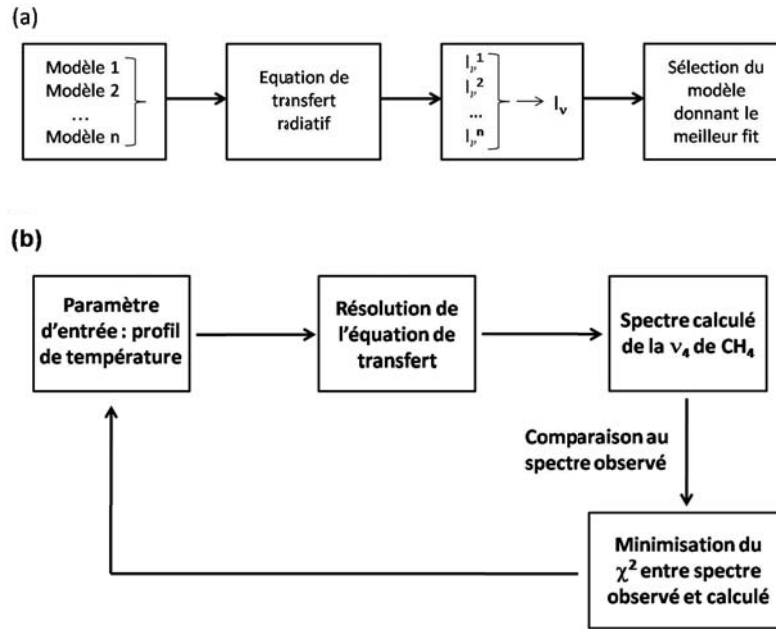 (a)
Modèle 1
Modèle 2
...
Modèle n
Equation de
transfert
radiatif
I_ν^1
I_ν^2
...
I_ν^n
→ I_ν
Sélection du
modèle
donnant le
meilleur fit
(b)
Paramètre
d'entrée : profil
de température
Résolution de
l'équation de
transfert
Spectre calculé
de la ν₄ de CH₄
Comparaison au
spectre observé
Minimisation du
χ² entre spectre
observé et calculé